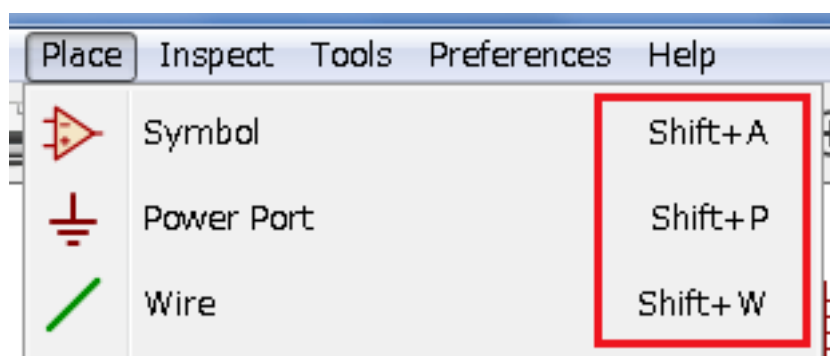 Place Inspect Tools Preferences Help
Symbol Shift+A
Power Port Shift+P
Wire Shift+W